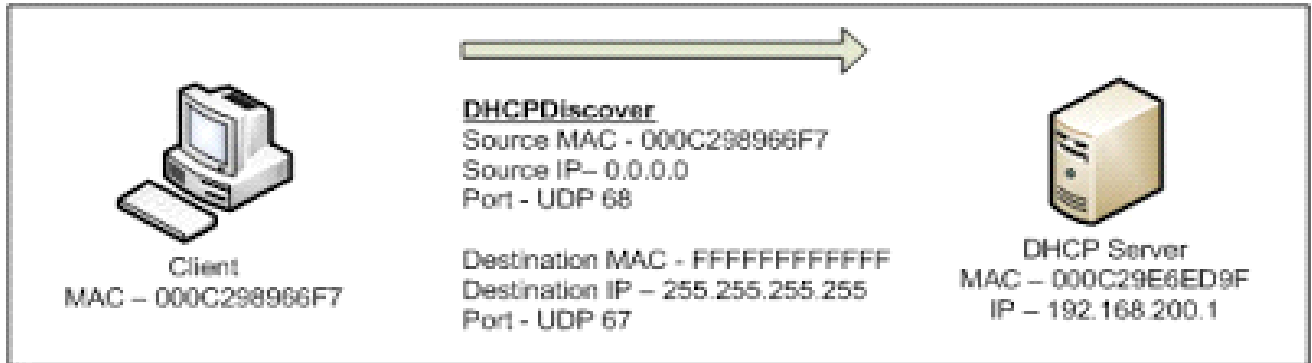 DHCPDiscover
Source MAC - 000C298966F7
Source IP– 0.0.0.0
Port - UDP 68
Destination MAC - FFFFFFFFFFFF
Destination IP – 255.255.255.255
Port - UDP 67
Client
MAC – 000C298966F7
DHCP Server
MAC – 000C29E6ED9F
IP – 192.168.200.1